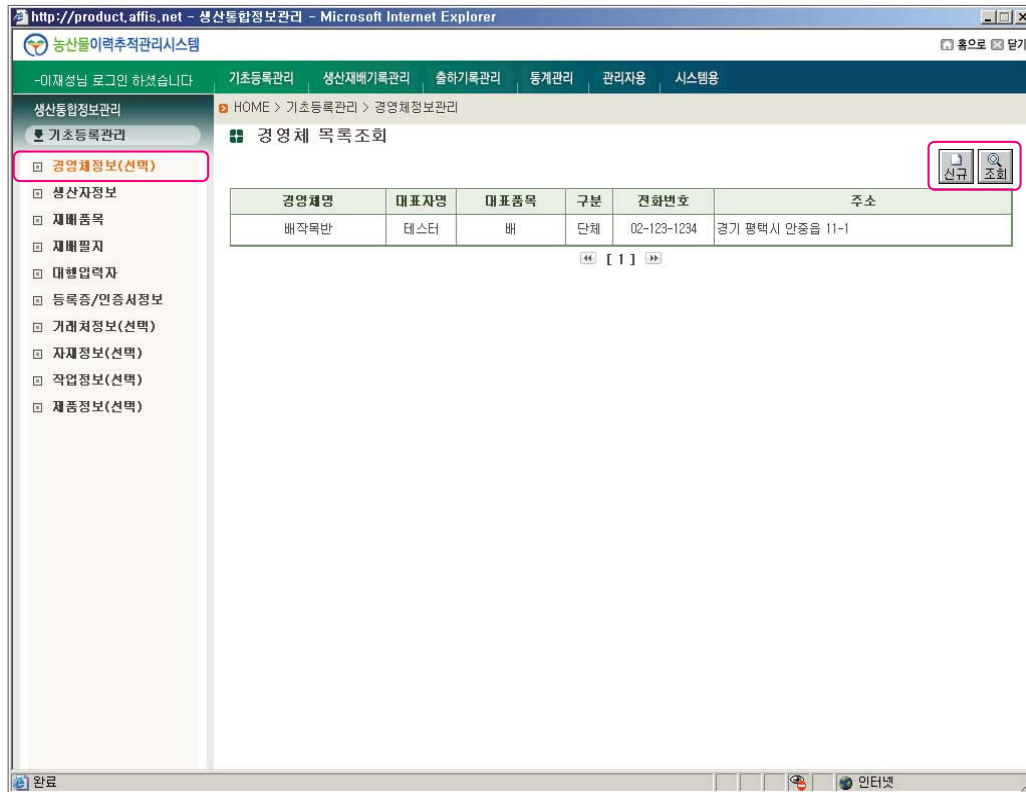 http://product.affis.net - 생산통합정보관리 - Microsoft Internet Explorer
농산물이력추적관리시스템
홈으로 닫기
-이재성님 로그인 하셨습니다
기초등록관리 생산재배기록관리 출하기록관리 통계관리 관리자용 시스템용
생산통합정보관리
HOME > 기초등록관리 > 경영체정보관리
기초등록관리
경영체 목록조회
경영체정보(선택)
신규 조회
생산자정보
재배품목
재배필지
대행입력자
등록증/인증서정보
거래처정보(선택)
자재정보(선택)
작업정보(선택)
제품정보(선택)
경영체명 대표자명 대표품목 구분 전화번호 주소
배작목반 테스터 배 단체 02-123-1234 경기 평택시 안중읍 11-1
[ 1 ]
완료
인터넷